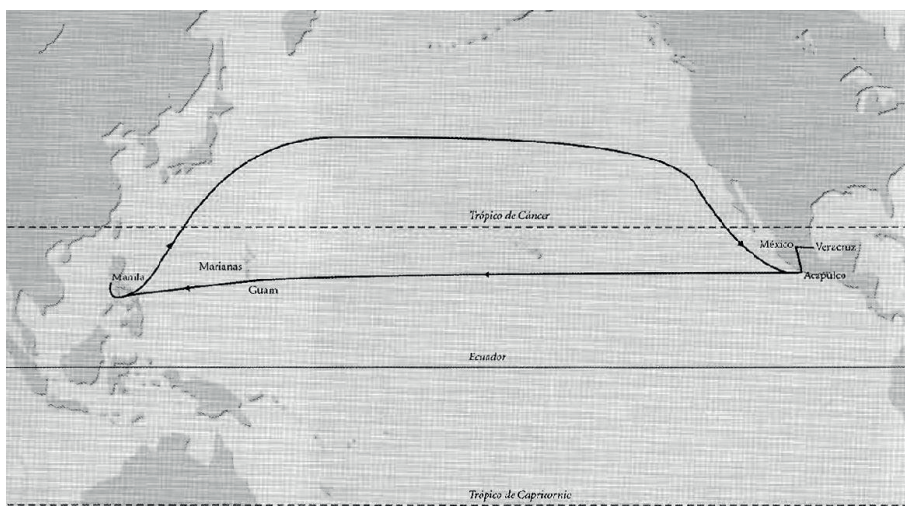 Trópico de Cáncer
México
Veracruz
Marianas
Manila
Acapulco
Guam
Ecuador
Trópico de Capricornio